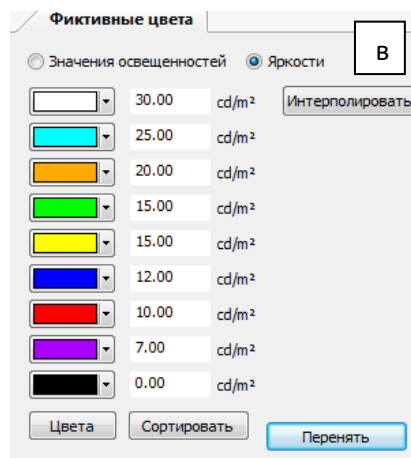 Фиктивные цвета
в
Значения освещенностей Яркости
30.00 cd/m² Интерполировать
25.00 cd/m²
20.00 cd/m²
15.00 cd/m²
15.00 cd/m²
12.00 cd/m²
10.00 cd/m²
7.00 cd/m²
0.00 cd/m²
Цвета Сортировать Перенять